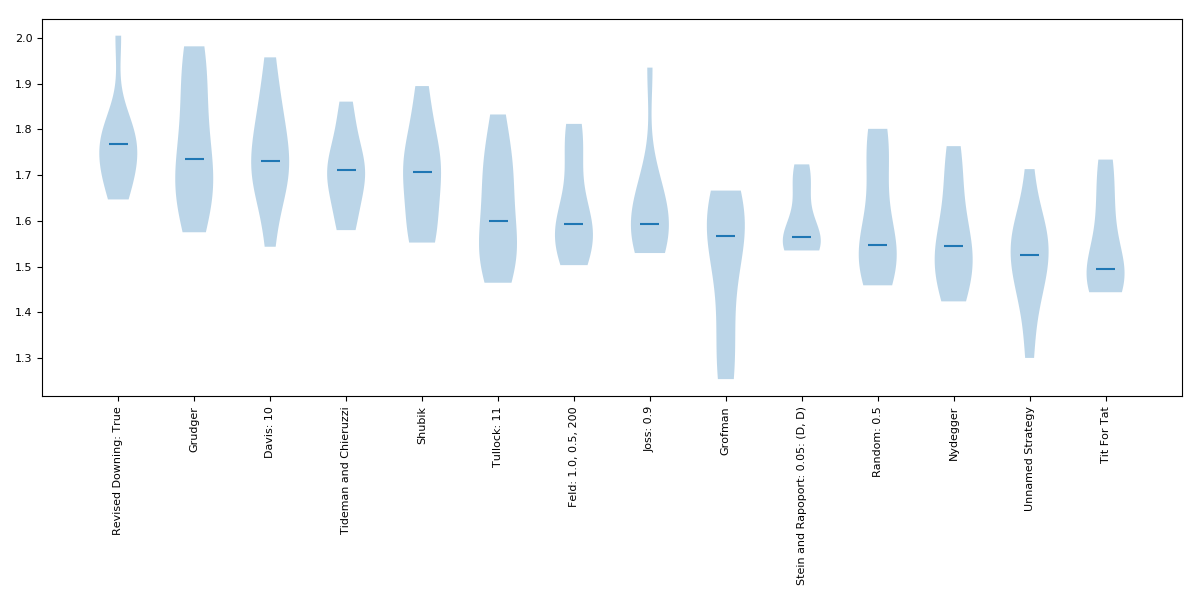 2.0
1.9
1.8
1.7
1.6
1.5
1.4
1.3
Revised Downing: True
Grudger
Davis: 10
Tideman and Chieruzzi
Shubik
Tullock: 11
Feld: 1.0, 0.5, 200
Joss: 0.9
Grofman
Stein and Rapoport: 0.05: (D, D)
Random: 0.5
Nydegger
Unnamed Strategy
Tit For Tat